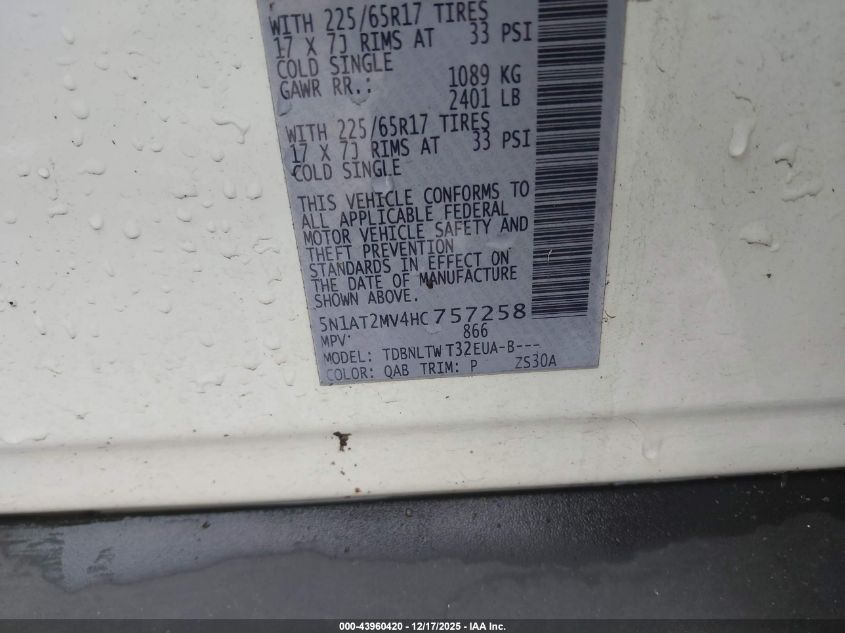 WITH 225/65R17 TIRES
17 X 7J RIMS AT 33 PSI
COLD SINGLE
GAWR RR.: 1089 KG
2401 LB
WITH 225/65R17 TIRES
17 X 7J RIMS AT 33 PSI
COLD SINGLE
THIS VEHICLE CONFORMS TO
ALL APPLICABLE FEDERAL
MOTOR VEHICLE SAFETY AND
THEFT PREVENTION
STANDARDS IN EFFECT ON
THE DATE OF MANUFACTURE
SHOWN ABOVE.
5N1AT2MV4HC757258
MPV· 866
MODEL: TDBNLTWT32EUA-B---
COLOR: QAB TRIM: P ZS30A
000-43960420 – 12/17/2025 – IAA Inc.